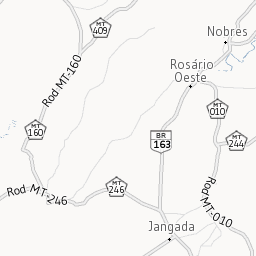 MT
409
Nobres
Rosário
Oeste
Rod MT-160
MT
010
MT
160
BR
163
MT
244
Rod MT-246
MT
246
Rod MT-010
Jangada